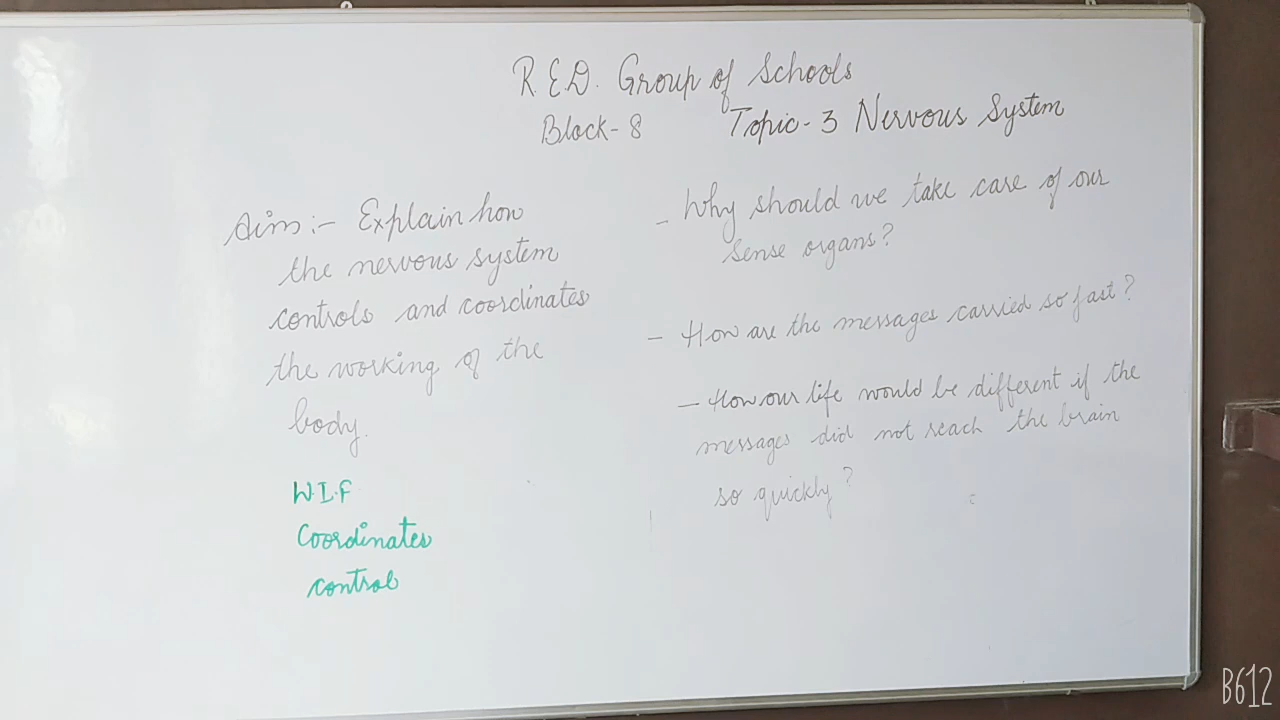 R.E.D. Group of Schools
Block-8 Topic-3 Nervous System
Aim:- Explain how
the nervous system
controls and coordinates
the working of the
body.
W.I.F
Coordinates
control
- Why should we take care of our
sense organs?
- How are the messages carried so fast?
- How our life would be different if the
messages did not reach the brain
so quickly?
B612